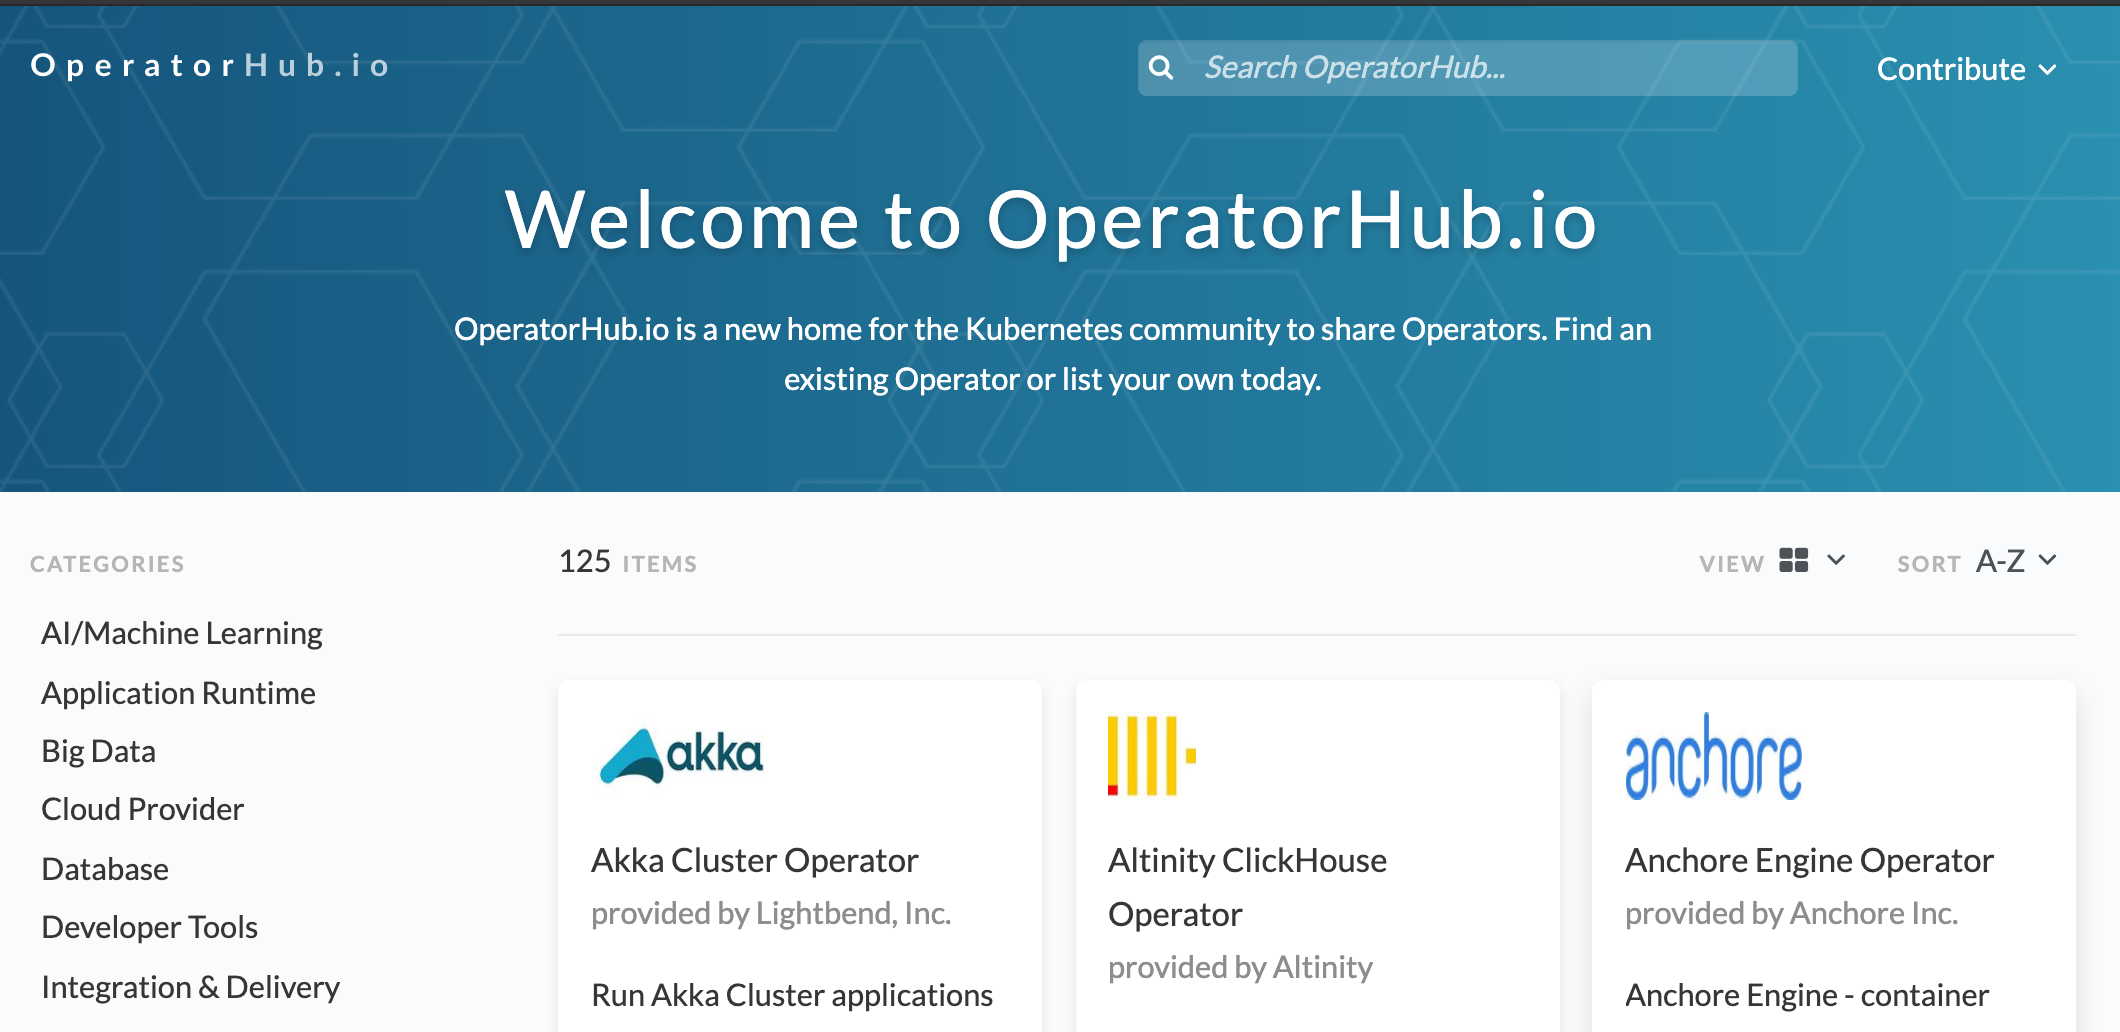 OperatorHub.io
Search OperatorHub...
Contribute
Welcome to OperatorHub.io
OperatorHub.io is a new home for the Kubernetes community to share Operators. Find an
existing Operator or list your own today.
CATEGORIES
AI/Machine Learning
Application Runtime
Big Data
Cloud Provider
Database
Developer Tools
Integration & Delivery
125 ITEMS
VIEW
SORT A-Z
akka
Akka Cluster Operator
provided by Lightbend, Inc.
Run Akka Cluster applications
Altinity ClickHouse
Operator
provided by Altinity
anchore
Anchore Engine Operator
provided by Anchore Inc.
Anchore Engine - container